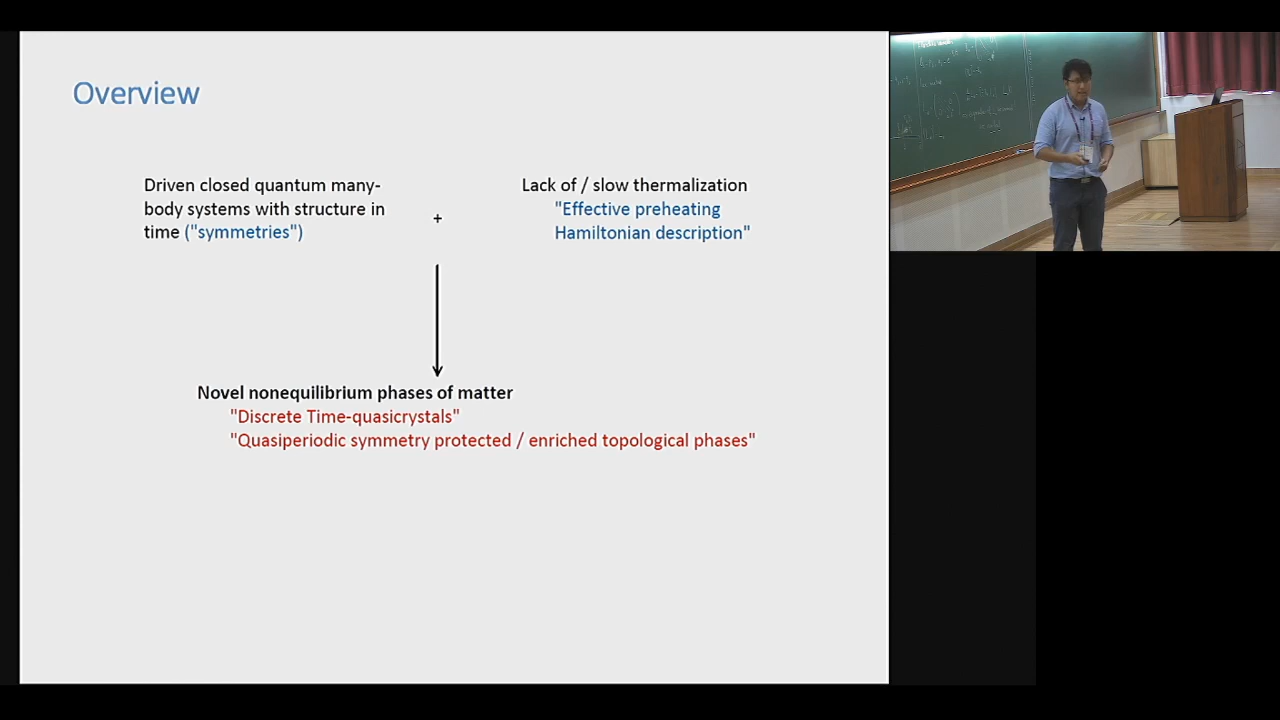 Overview
Driven closed quantum many-
body systems with structure in
time ("symmetries")
+
Lack of / slow thermalization
"Effective preheating
Hamiltonian description"
Novel nonequilibrium phases of matter
"Discrete Time-quasicrystals"
"Quasiperiodic symmetry protected / enriched topological phases"